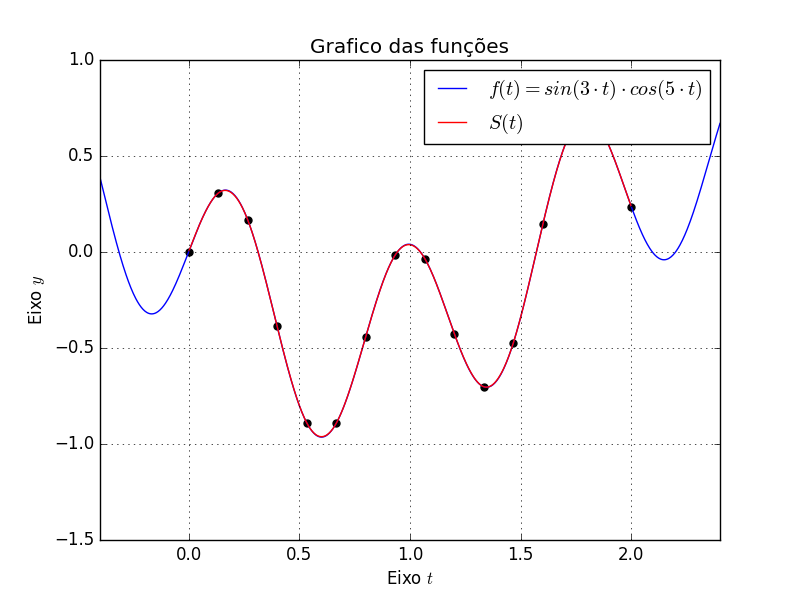 Grafico das funções
f(t) = sin(3 · t) · cos(5 · t)
S(t)
1.0
0.5
0.0
−0.5
−1.0
−1.5
Eixo y
0.0 0.5 1.0 1.5 2.0
Eixo t